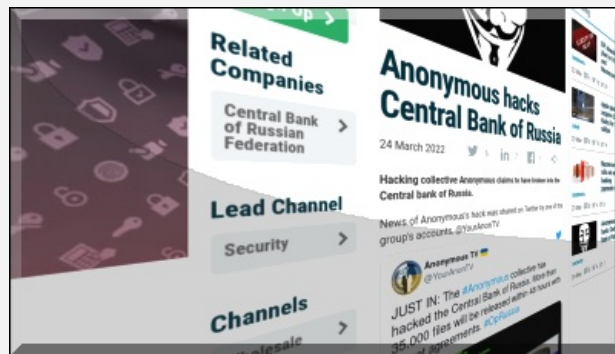 UP >
Related
Companies
Central Bank
of Russian
Federation
Lead Channel
Security
Channels
Wholesale
Anonymous hacks
Central Bank of Russia
24 March 2022
Hacking collective Anonymous claims to have broken into the
Central bank of Russia.
News of Anonymous's hack was shared on Twitter by one of the
group's accounts, @YourAnonTV
Anonymous TV
@YourAnonTV
JUST IN: The #Anonymous collective has
hacked the Central Bank of Russia. More than
35.000 files will be released within 48 hours with
agreements. #OpRussia